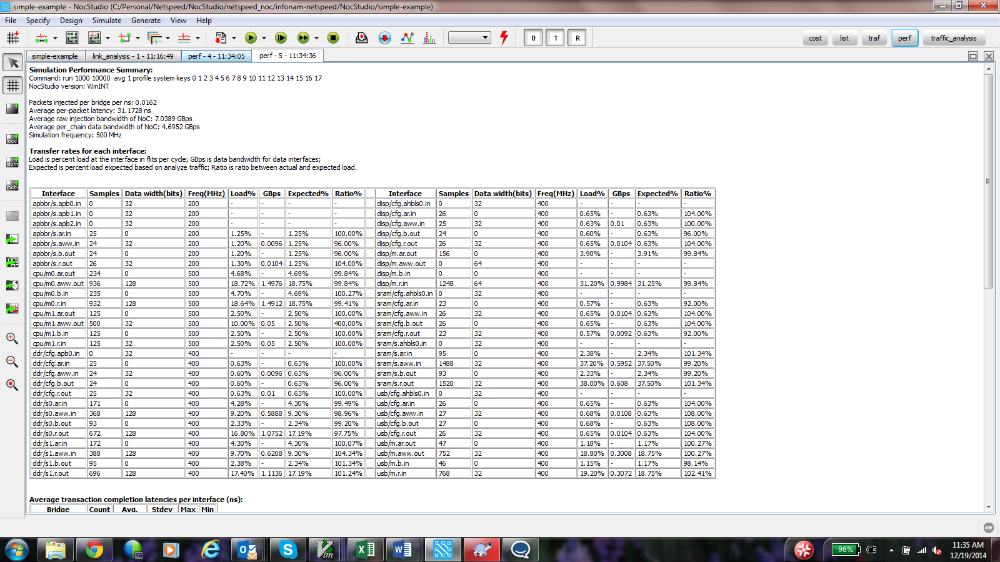 simple-example - NocStudio (C:/Personal/Netspeed/NocStudio/netspeed_noc/infonam-netspeed/NocStudio/simple-example)
File Specify Design Simulate Generate View Help
0 1 R cost list traf perf traffic_analysis
simple-example link_analysis - 1 - 11:16:49 perf - 4 - 11:34:05 perf - 5 - 11:34:36
Simulation Performance Summary:
Command: run 1000 10000 avg 1 profile system keys 0 1 2 3 4 5 6 7 8 9 10 11 12 13 14 15 16 17
NocStudio version: WinINT
Packets injected per bridge per ns: 0.0162
Average per-packet latency: 31.1728 ns
Average raw injection bandwidth of NoC: 7.0389 GBps
Average per_chain data bandwidth of NoC: 4.6952 GBps
Simulation frequency: 500 MHz
Transfer rates for each interface:
Load is percent load at the interface in flits per cycle; GBps is data bandwidth for data interfaces;
Expected is percent load expected based on analyze traffic; Ratio is ratio between actual and expected load.
Interface Samples Data width(bits) Freq(MHz) Load% GBps Expected% Ratio% Interface Samples Data width(bits) Freq(MHz) Load% GBps Expected% Ratio%
apbbr/s.apb0.in 0 32 200 - - - - disp/cfg.ahbls0.in 0 32 400 - - - -
apbbr/s.apb1.in 0 32 200 - - - - disp/cfg.ar.in 26 0 400 0.65% - 0.63% 104.00%
apbbr/s.apb2.in 0 32 200 - - - - disp/cfg.aww.in 25 32 400 0.63% 0.01 0.63% 100.00%
apbbr/s.ar.in 25 0 200 1.25% - 1.25% 100.00% disp/cfg.b.out 24 0 400 0.60% - 0.63% 96.00%
apbbr/s.aww.in 24 32 200 1.20% 0.0096 1.25% 96.00% disp/cfg.r.out 26 32 400 0.65% 0.0104 0.63% 104.00%
apbbr/s.b.out 24 0 200 1.20% - 1.25% 96.00% disp/m.ar.out 156 0 400 3.90% - 3.91% 99.84%
apbbr/s.r.out 26 32 200 1.30% 0.0104 1.25% 104.00% disp/m.aww.out 0 64 400 - - - -
cpu/m0.ar.out 234 0 500 4.68% - 4.69% 99.84% disp/m.b.in 0 0 400 - - - -
cpu/m0.aww.out 936 128 500 18.72% 1.4976 18.75% 99.84% disp/m.r.in 1248 64 400 31.20% 0.9984 31.25% 99.84%
cpu/m0.b.in 235 0 500 4.70% - 4.69% 100.27% sram/cfg.ahbls0.in 0 32 400 - - - -
cpu/m0.r.in 932 128 500 18.64% 1.4912 18.75% 99.41% sram/cfg.ar.in 23 0 400 0.57% - 0.63% 92.00%
cpu/m1.ar.out 125 0 500 2.50% - 2.50% 100.00% sram/cfg.aww.in 26 32 400 0.65% 0.0104 0.63% 104.00%
cpu/m1.aww.out 500 32 500 10.00% 0.05 2.50% 400.00% sram/cfg.b.out 26 0 400 0.65% - 0.63% 104.00%
cpu/m1.b.in 125 0 500 2.50% - 2.50% 100.00% sram/cfg.r.out 23 32 400 0.57% 0.0092 0.63% 92.00%
cpu/m1.r.in 125 32 500 2.50% 0.05 2.50% 100.00% sram/s.ahbls0.in 0 32 400 - - - -
ddr/cfg.apb0.in 0 32 400 - - - - sram/s.ar.in 95 0 400 2.38% - 2.34% 101.34%
ddr/cfg.ar.in 25 0 400 0.63% - 0.63% 100.00% sram/s.aww.in 1488 32 400 37.20% 0.5952 37.50% 99.20%
ddr/cfg.aww.in 24 32 400 0.60% 0.0096 0.63% 96.00% sram/s.b.out 93 0 400 2.33% - 2.34% 99.20%
ddr/cfg.b.out 24 0 400 0.60% - 0.63% 96.00% sram/s.r.out 1520 32 400 38.00% 0.608 37.50% 101.34%
ddr/cfg.r.out 25 32 400 0.63% 0.01 0.63% 100.00% usb/cfg.ahbls0.in 0 32 400 - - - -
ddr/s0.ar.in 171 0 400 4.28% - 4.30% 99.49% usb/cfg.ar.in 26 0 400 0.65% - 0.63% 104.00%
ddr/s0.aww.in 368 128 400 9.20% 0.5888 9.30% 98.96% usb/cfg.aww.in 27 32 400 0.68% 0.0108 0.63% 108.00%
ddr/s0.b.out 93 0 400 2.33% - 2.34% 99.20% usb/cfg.b.out 27 0 400 0.68% - 0.63% 108.00%
ddr/s0.r.out 672 128 400 16.80% 1.0752 17.19% 97.75% usb/cfg.r.out 26 32 400 0.65% 0.0104 0.63% 104.00%
ddr/s1.ar.in 172 0 400 4.30% - 4.30% 100.07% usb/m.ar.out 47 0 400 1.18% - 1.17% 100.27%
ddr/s1.aww.in 388 128 400 9.70% 0.6208 9.30% 104.34% usb/m.aww.out 752 32 400 18.80% 0.3008 18.75% 100.27%
ddr/s1.b.out 95 0 400 2.38% - 2.34% 101.34% usb/m.b.in 46 0 400 1.15% - 1.17% 98.14%
ddr/s1.r.out 696 128 400 17.40% 1.1136 17.19% 101.24% usb/m.r.in 768 32 400 19.20% 0.3072 18.75% 102.41%
Average transaction completion latencies per interface (ns):
Bridge Count Avg. Stdev Max Min
ccc
dvm
ncb
STOP
Vim
96%
11:35 AM
12/19/2014